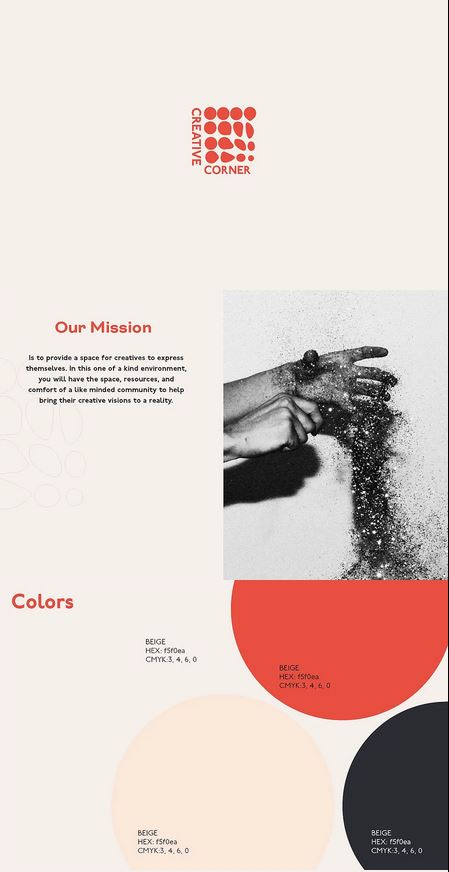 CREATIVE
CORNER
Our Mission
Is to provide a space for creatives to express
themselves. In this one of a kind environment,
you will have the space, resources, and
comfort of a like minded community to help
bring their creative visions to a reality.
Colors
BEIGE
HEX: f5f0ea
CMYK:3, 4, 6, 0
BEIGE
HEX: f5f0ea
CMYK:3, 4, 6, 0
BEIGE
HEX: f5f0ea
CMYK:3, 4, 6, 0
BEIGE
HEX: f5f0ea
CMYK:3, 4, 6, 0